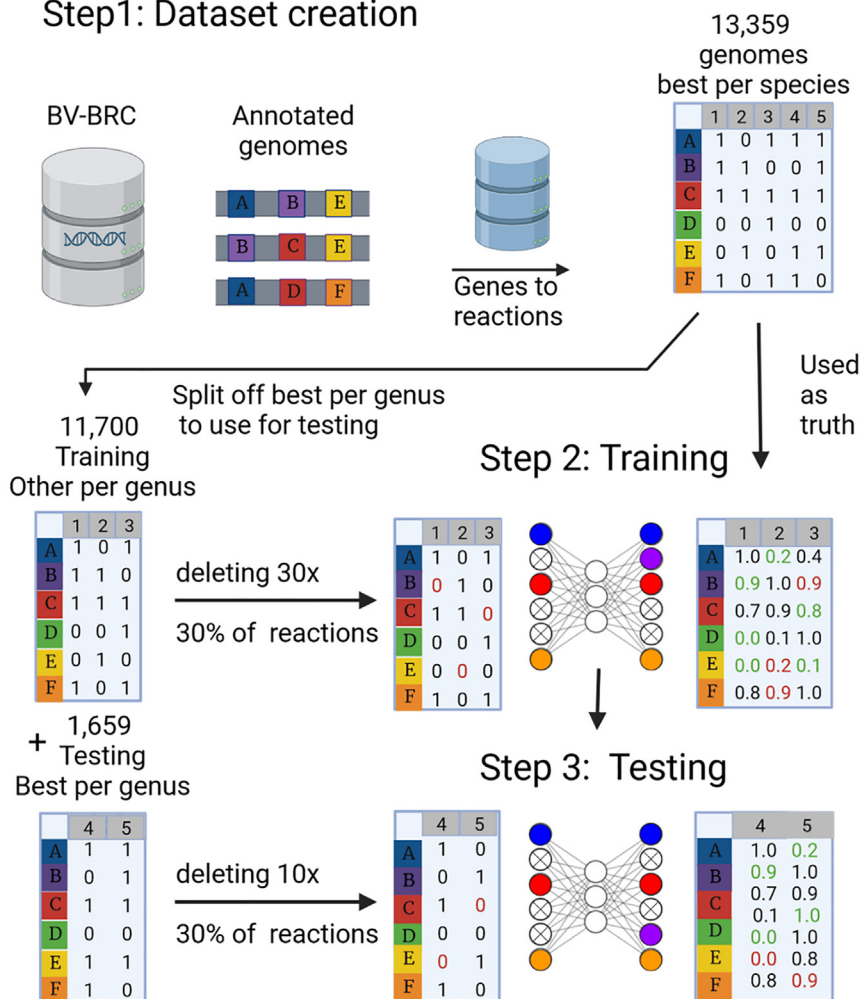 Step1: Dataset creation
13,359
genomes
best per species
BV-BRC
Annotated
genomes
A B E
B C E
A D F
Genes to
reactions
1 2 3 4 5
A 1 0 1 1 1
B 1 1 0 0 1
C 1 1 1 1 1
D 0 0 1 0 0
E 0 1 0 1 1
F 1 0 1 1 0
Split off best per genus
to use for testing
Used
as
truth
11,700
Training
Other per genus
Step 2: Training
1 2 3
A 1 0 1
B 1 1 0
C 1 1 1
D 0 0 1
E 0 1 0
F 1 0 1
deleting 30x
30% of reactions
1 2 3
A 1 0 1
B 0 1 0
C 1 1 0
D 0 0 1
E 0 0 0
F 1 0 1
1 2 3
A 1.0 0.2 0.4
B 0.9 1.0 0.9
C 0.7 0.9 0.8
D 0.0 0.1 1.0
E 0.0 0.2 0.1
F 0.8 0.9 1.0
+ 1,659
Testing
Best per genus
Step 3: Testing
4 5
A 1 1
B 0 1
C 1 1
D 0 0
E 1 1
F 1 0
deleting 10x
30% of reactions
4 5
A 1 0
B 0 1
C 1 0
D 0 0
E 0 1
F 1 0
4 5
A 1.0 0.2
B 0.9 1.0
C 0.7 0.9
0.1 1.0
D 0.0 1.0
E 0.0 0.8
F 0.8 0.9